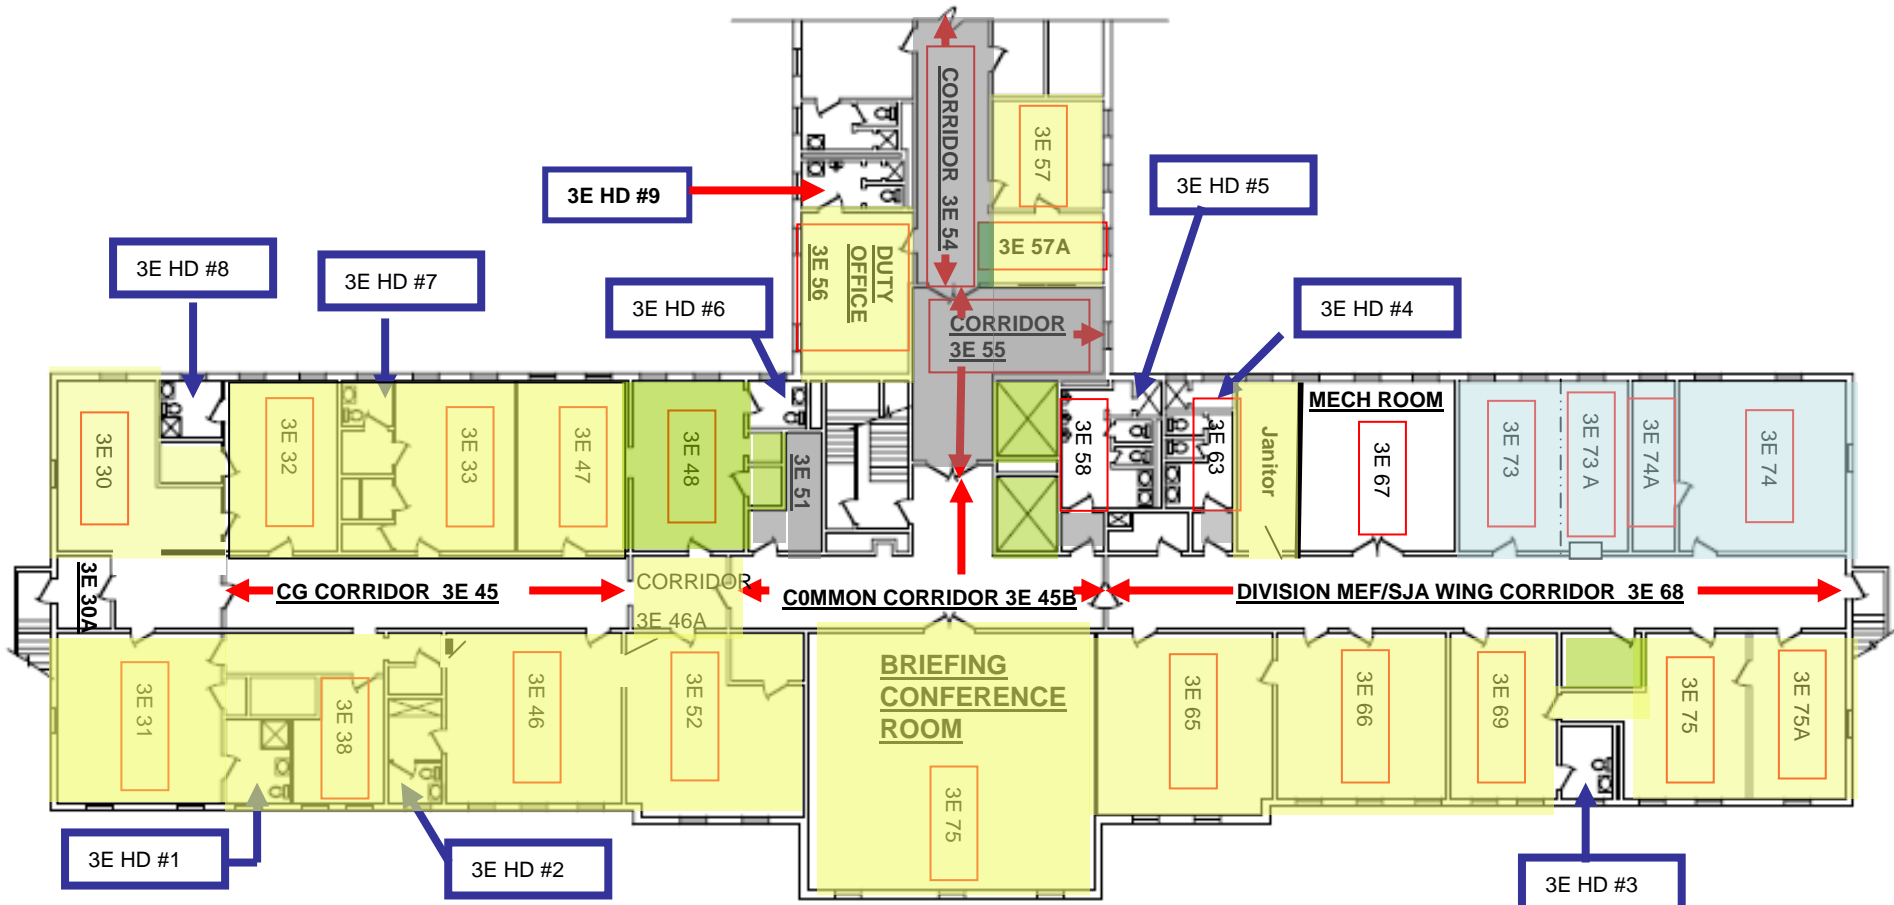 CORRIDOR 3E 54
3E 57
3E HD #9
3E HD #5
3E 57A
DUTY
OFFICE
3E 56
3E HD #8
3E HD #7
3E HD #6
3E HD #4
CORRIDOR
3E 55
MECH ROOM
3E 30
3E 32
3E 33
3E 47
3E 48
3E 51
3E 58
3E 63
Janitor
3E 67
3E 73
3E 73 A
3E 74A
3E 74
3E 30A
CG CORRIDOR 3E 45
CORRIDOR
3E 46A
C0MMON CORRIDOR 3E 45B
DIVISION MEF/SJA WING CORRIDOR 3E 68
3E 31
3E 38
3E 46
3E 52
BRIEFING
CONFERENCE
ROOM
3E 75
3E 65
3E 66
3E 69
3E 75
3E 75A
3E HD #1
3E HD #2
3E HD #3